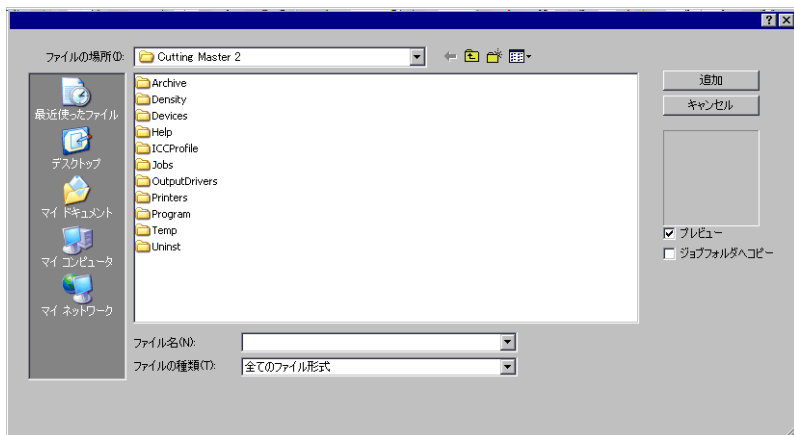 ファイルの場所(I):
Cutting Master 2
最近使ったファイル
デスクトップ
マイ ドキュメント
マイ コンピュータ
マイ ネットワーク
Archive
Density
Devices
Help
ICCProfile
Jobs
OutputDrivers
Printers
Program
Temp
Uninst
追加
キャンセル
プレビュー
ジョブフォルダへコピー
ファイル名(N):
ファイルの種類(T):
全てのファイル形式